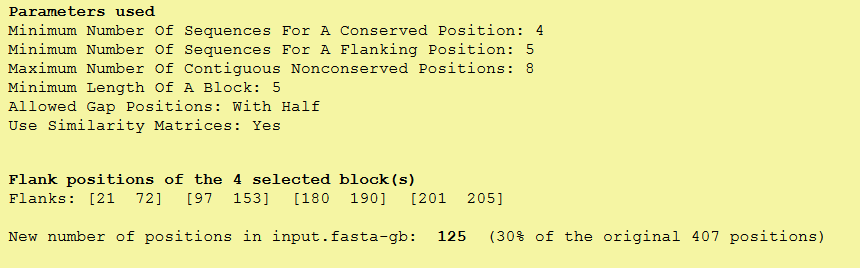 Parameters used
Minimum Number Of Sequences For A Conserved Position: 4
Minimum Number Of Sequences For A Flanking Position: 5
Maximum Number Of Contiguous Nonconserved Positions: 8
Minimum Length Of A Block: 5
Allowed Gap Positions: With Half
Use Similarity Matrices: Yes
Flank positions of the 4 selected block(s)
Flanks: [21  72]  [97  153]  [180  190]  [201  205]
New number of positions in input.fasta-gb:  125  (30% of the original 407 positions)